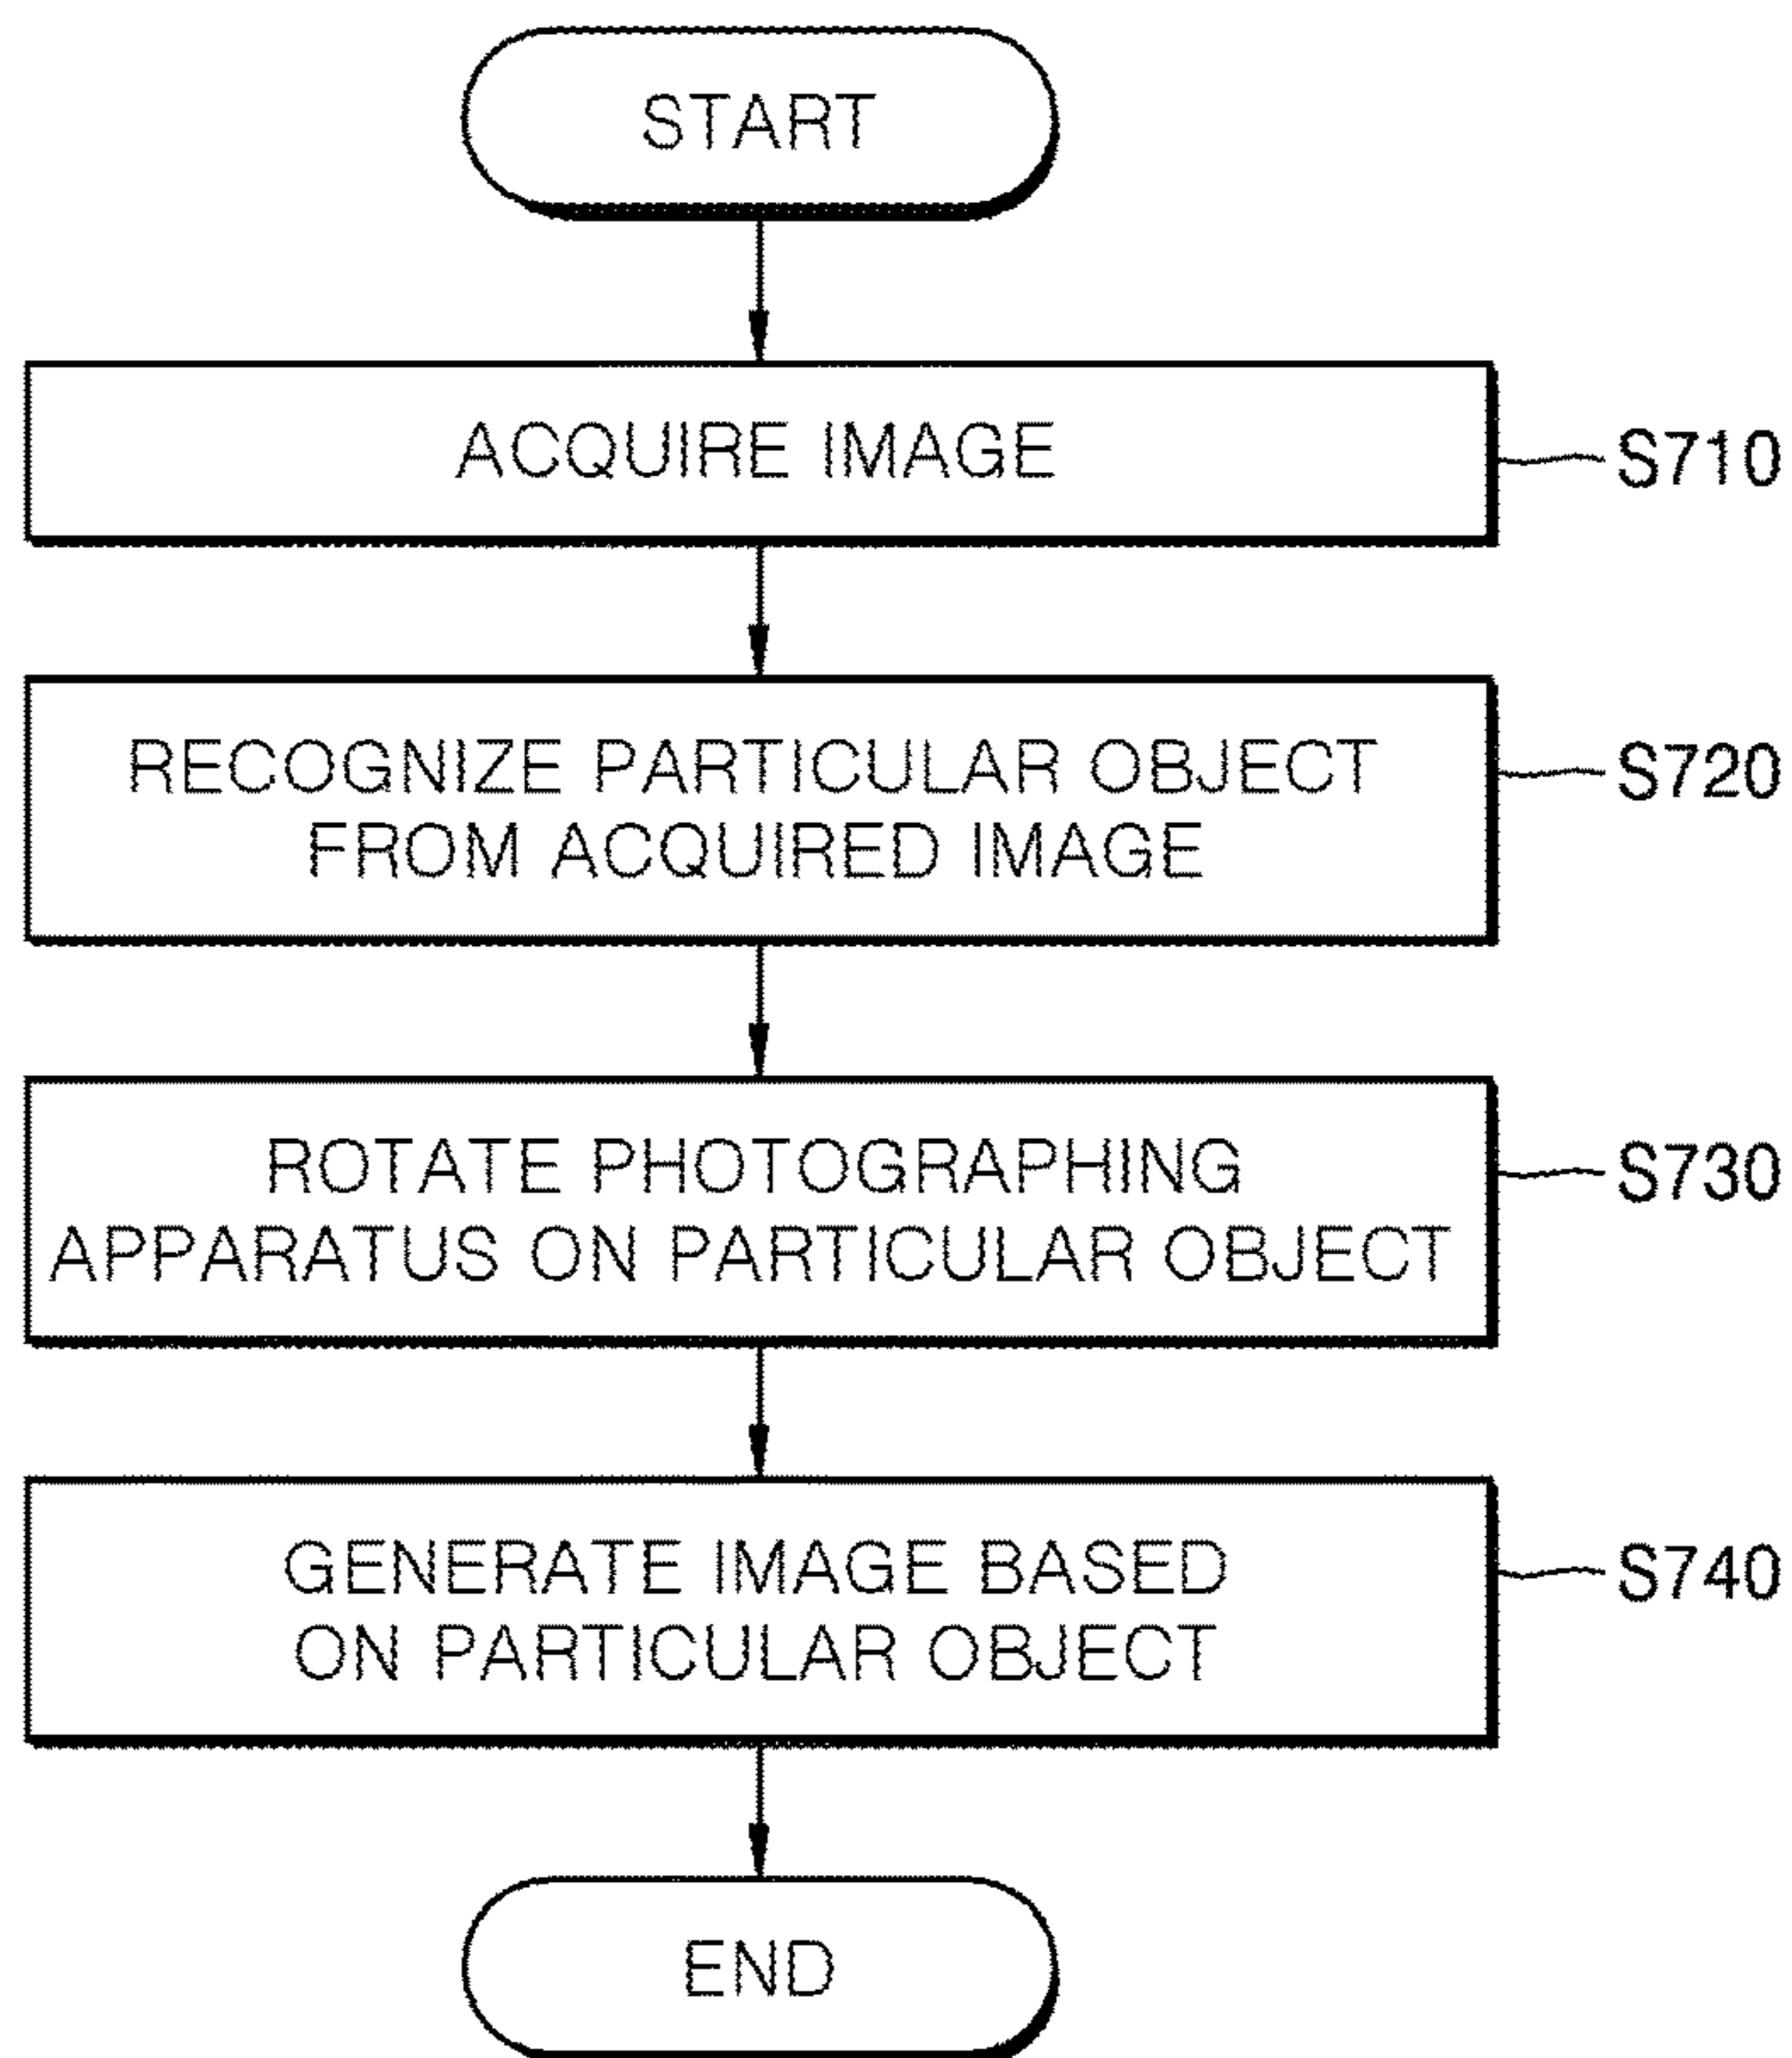 START
ACQUIRE IMAGE
S710
RECOGNIZE PARTICULAR OBJECT
FROM ACQUIRED IMAGE
S720
ROTATE PHOTOGRAPHING
APPARATUS ON PARTICULAR OBJECT
S730
GENERATE IMAGE BASED
ON PARTICULAR OBJECT
S740
END